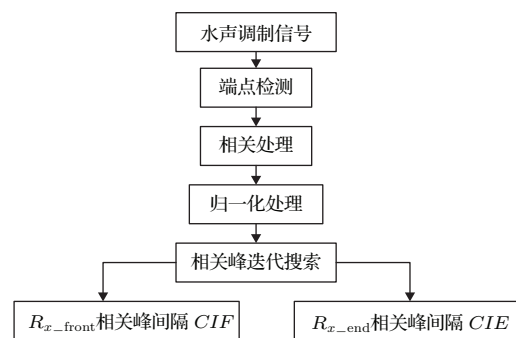 水声调制信号
端点检测
相关处理
归一化处理
相关峰迭代搜索
R_{x_front}相关峰间隔 CIF
R_{x_end}相关峰间隔 CIE